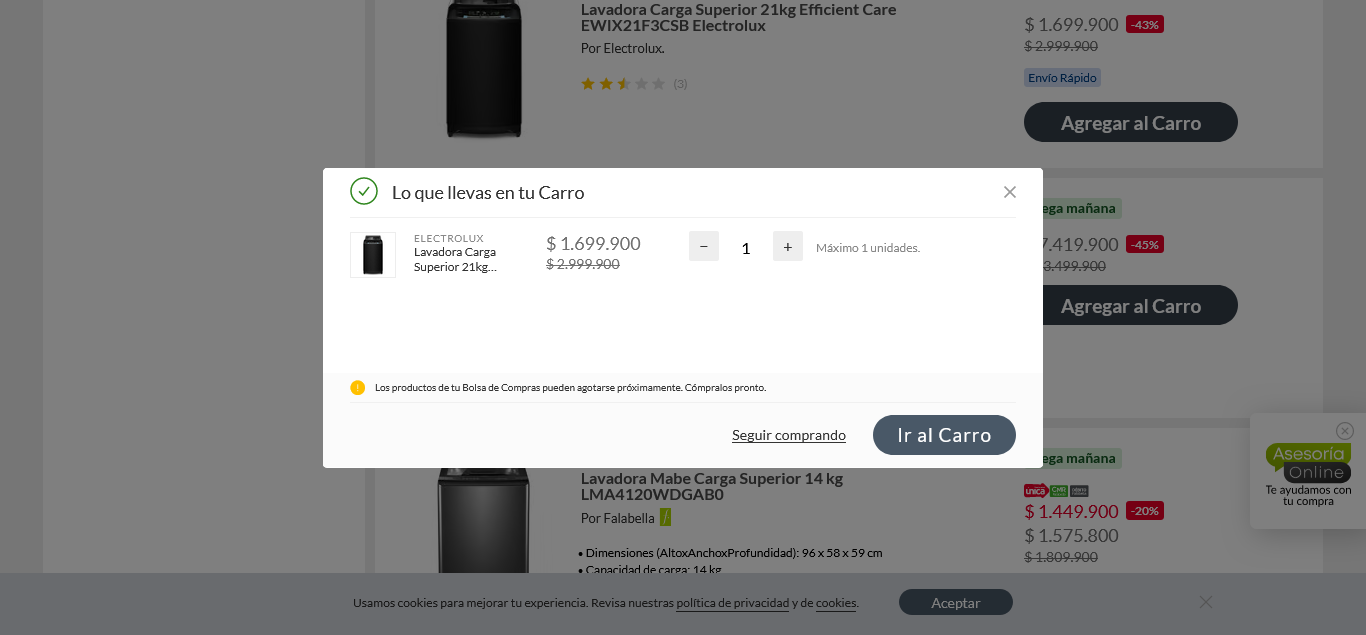 Lavadora Carga Superior 21kg Efficient Care
EWIX21F3CSB Electrolux
Por Electrolux.
(3)
$ 1.699.900 -43%
$ 2.999.900
Envío Rápido
Agregar al Carro
Lo que llevas en tu Carro
ELECTROLUX
Lavadora Carga
Superior 21kg...
$ 1.699.900
$ 2.999.900
− 1 + Máximo 1 unidades.
Los productos de tu Bolsa de Compras pueden agotarse próximamente. Cómpralos pronto.
Seguir comprando
Ir al Carro
ega mañana
7.419.900 -45%
3.499.900
Agregar al Carro
Lavadora Mabe Carga Superior 14 kg
LMA4120WDGAB0
Por Falabella
• Dimensiones (AltoxAnchoxProfundidad): 96 x 58 x 59 cm
• Capacidad de carga: 14 kg
ega mañana
única CMR
$ 1.449.900 -20%
$ 1.575.800
$ 1.809.900
Asesoría
Online
Te ayudamos con
tu compra
Usamos cookies para mejorar tu experiencia. Revisa nuestras política de privacidad y de cookies.
Aceptar